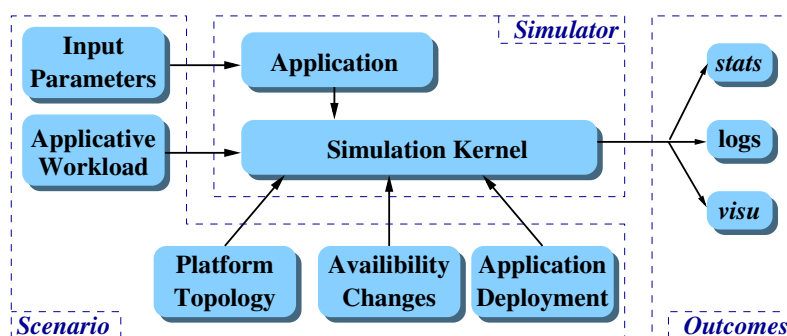 Input
Parameters
Application
Simulator
stats
Applicative
Workload
Simulation Kernel
logs
visu
Platform
Topology
Availibility
Changes
Application
Deployment
Scenario
Outcomes